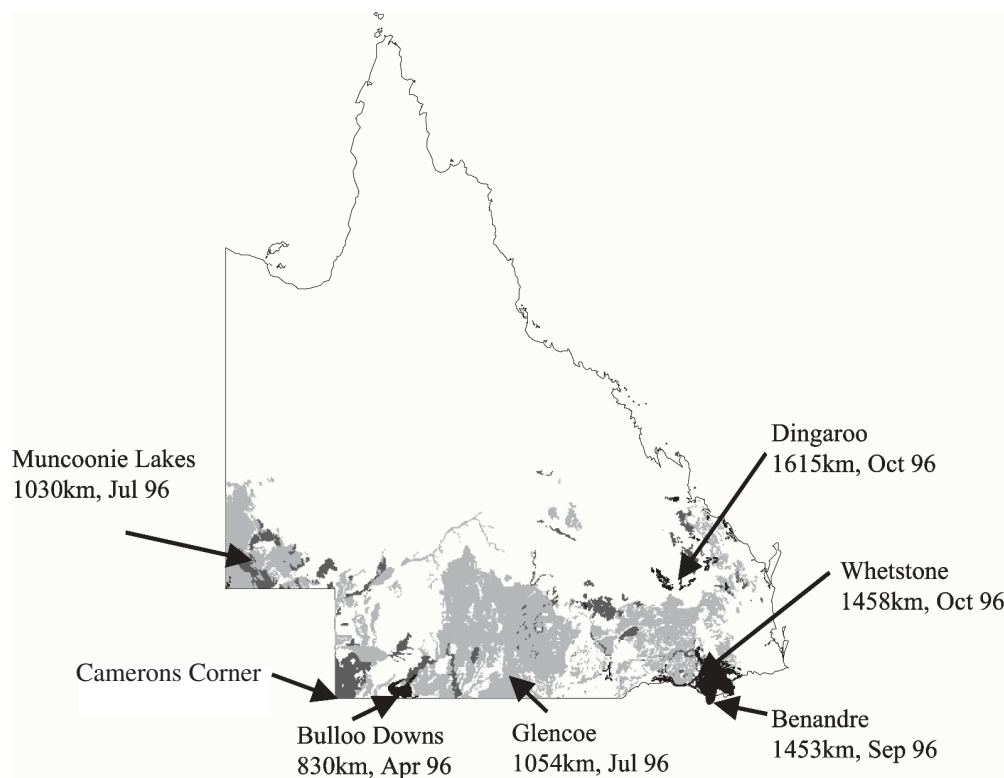 Dingaroo
1615km, Oct 96
Muncoonie Lakes
1030km, Jul 96
Whetstone
1458km, Oct 96
Camerons Corner
Bulloo Downs
830km, Apr 96
Glencoe
1054km, Jul 96
Benandre
1453km, Sep 96